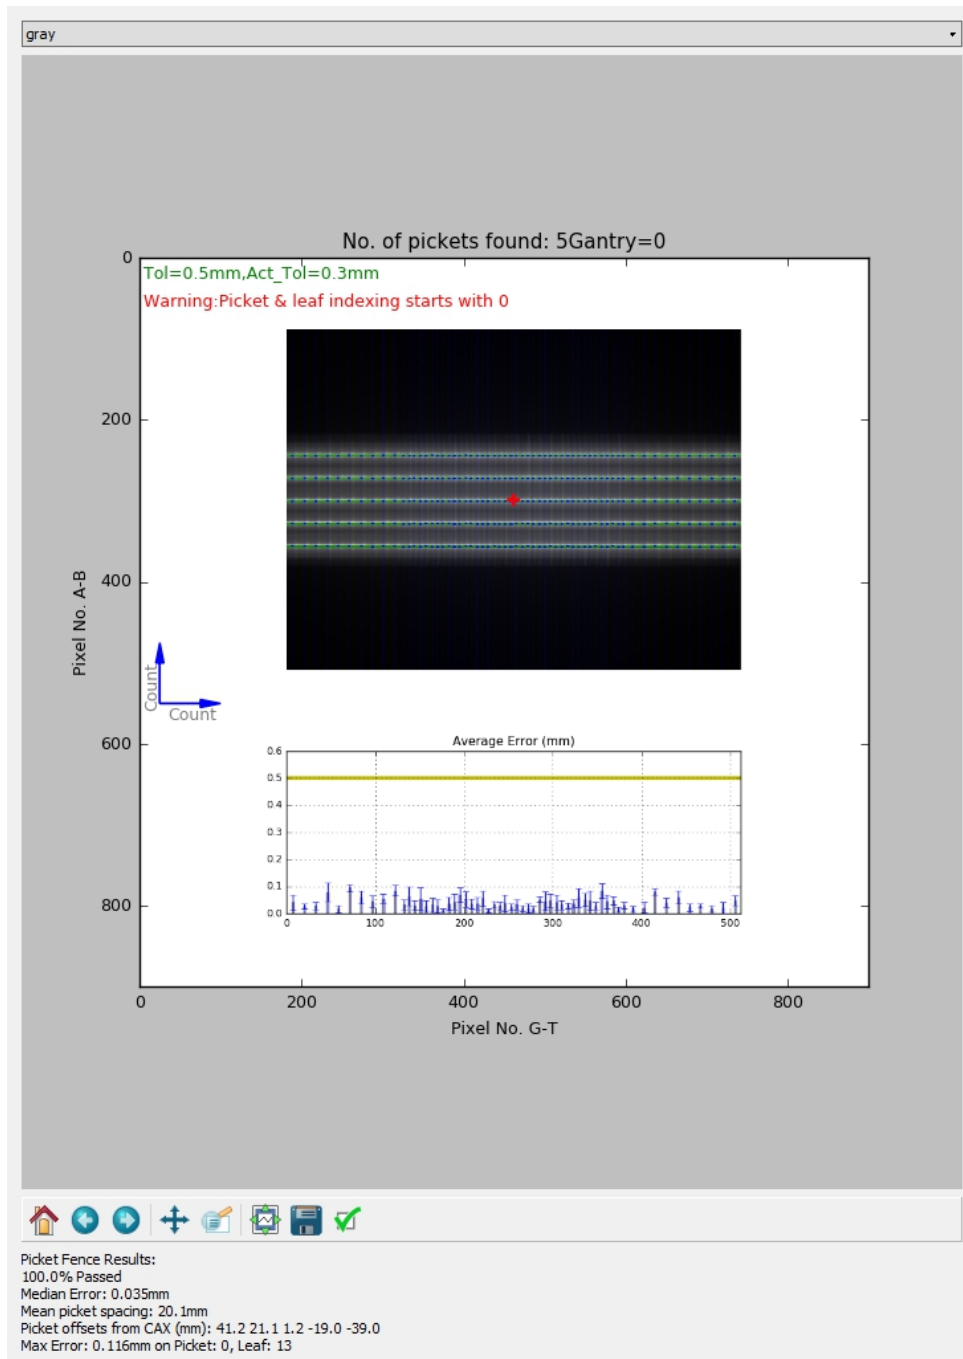 gray
No. of pickets found: 5Gantry=0
Tol=0.5mm,Act_Tol=0.3mm
Warning:Picket & leaf indexing starts with 0
0
200
400
600
800
Pixel No. A-B
Count
Count
Average Error (mm)
0.6
0.5
0.4
0.3
0.2
0.1
0.0
0 100 200 300 400 500
0 200 400 600 800
Pixel No. G-T
Picket Fence Results:
100.0% Passed
Median Error: 0.035mm
Mean picket spacing: 20.1mm
Picket offsets from CAX (mm): 41.2 21.1 1.2 -19.0 -39.0
Max Error: 0.116mm on Picket: 0, Leaf: 13